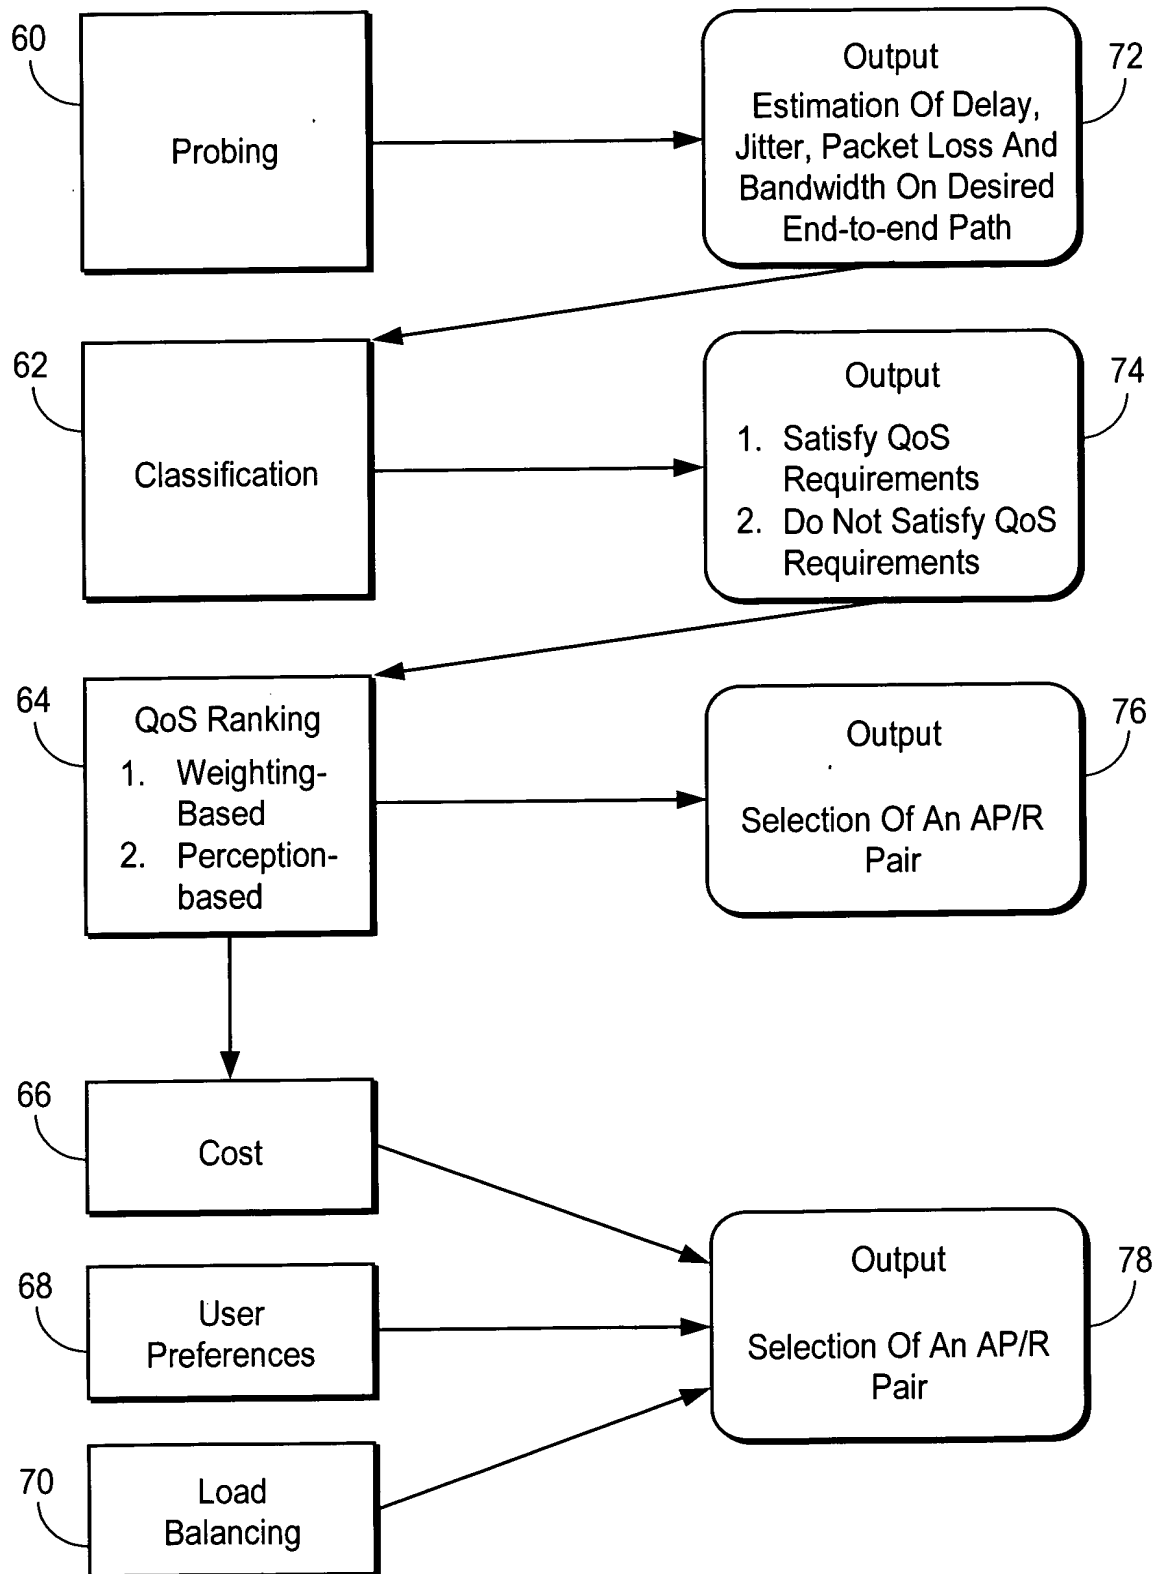 60
Probing
Output
Estimation Of Delay,
Jitter, Packet Loss And
Bandwidth On Desired
End-to-end Path
72
62
Classification
Output
1. Satisfy QoS
Requirements
2. Do Not Satisfy QoS
Requirements
74
64
QoS Ranking
1. Weighting-
Based
2. Perception-
based
Output
Selection Of An AP/R
Pair
76
66
Cost
68
User
Preferences
70
Load
Balancing
Output
Selection Of An AP/R
Pair
78